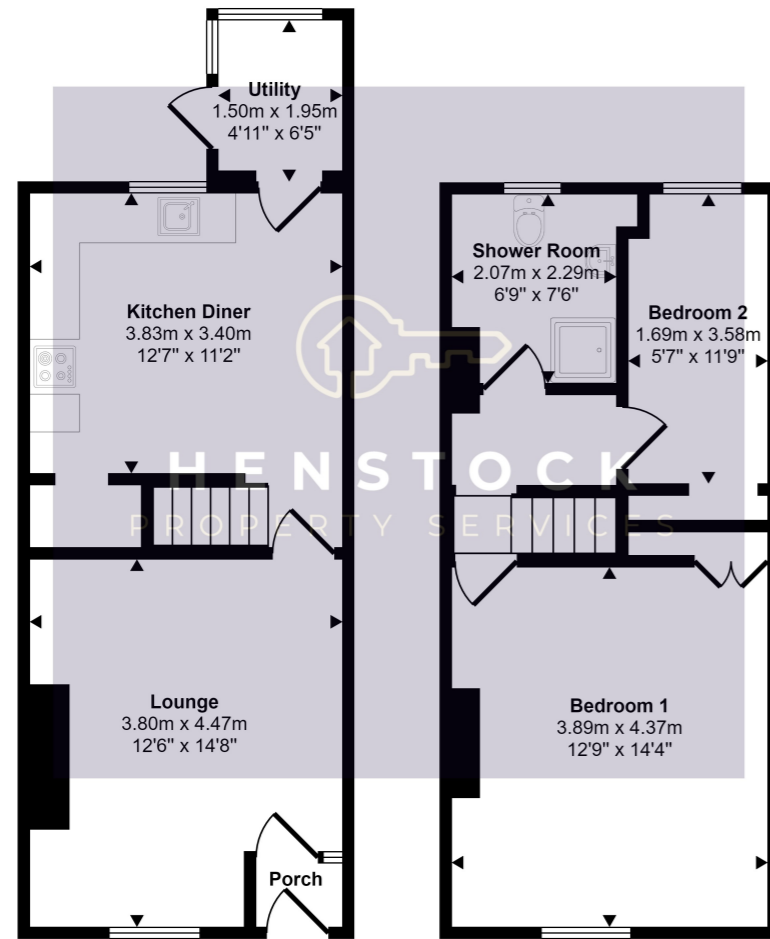 Utility
1.50m x 1.95m
4'11" x 6'5"
Kitchen Diner
3.83m x 3.40m
12'7" x 11'2"
Shower Room
2.07m x 2.29m
6'9" x 7'6"
Bedroom 2
1.69m x 3.58m
5'7" x 11'9"
HENSTOCK
PROPERTY SERVICES
Lounge
3.80m x 4.47m
12'6" x 14'8"
Bedroom 1
3.89m x 4.37m
12'9" x 14'4"
Porch